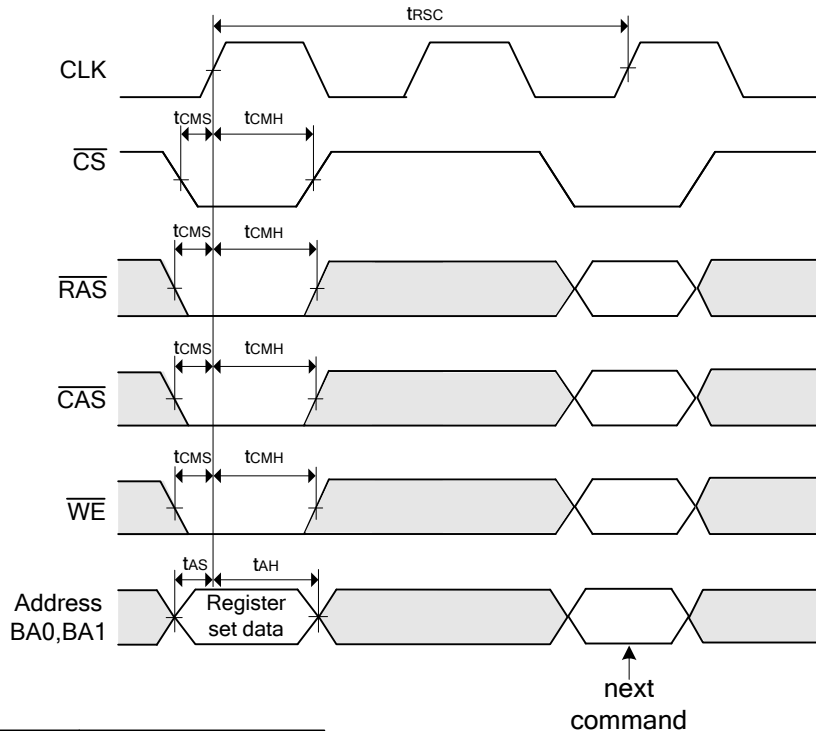 tRSC
CLK
tCMS tCMH
CS
tCMS tCMH
RAS
tCMS tCMH
CAS
tCMS tCMH
WE
tAS tAH
Address
BA0,BA1
Register
set data
next
command